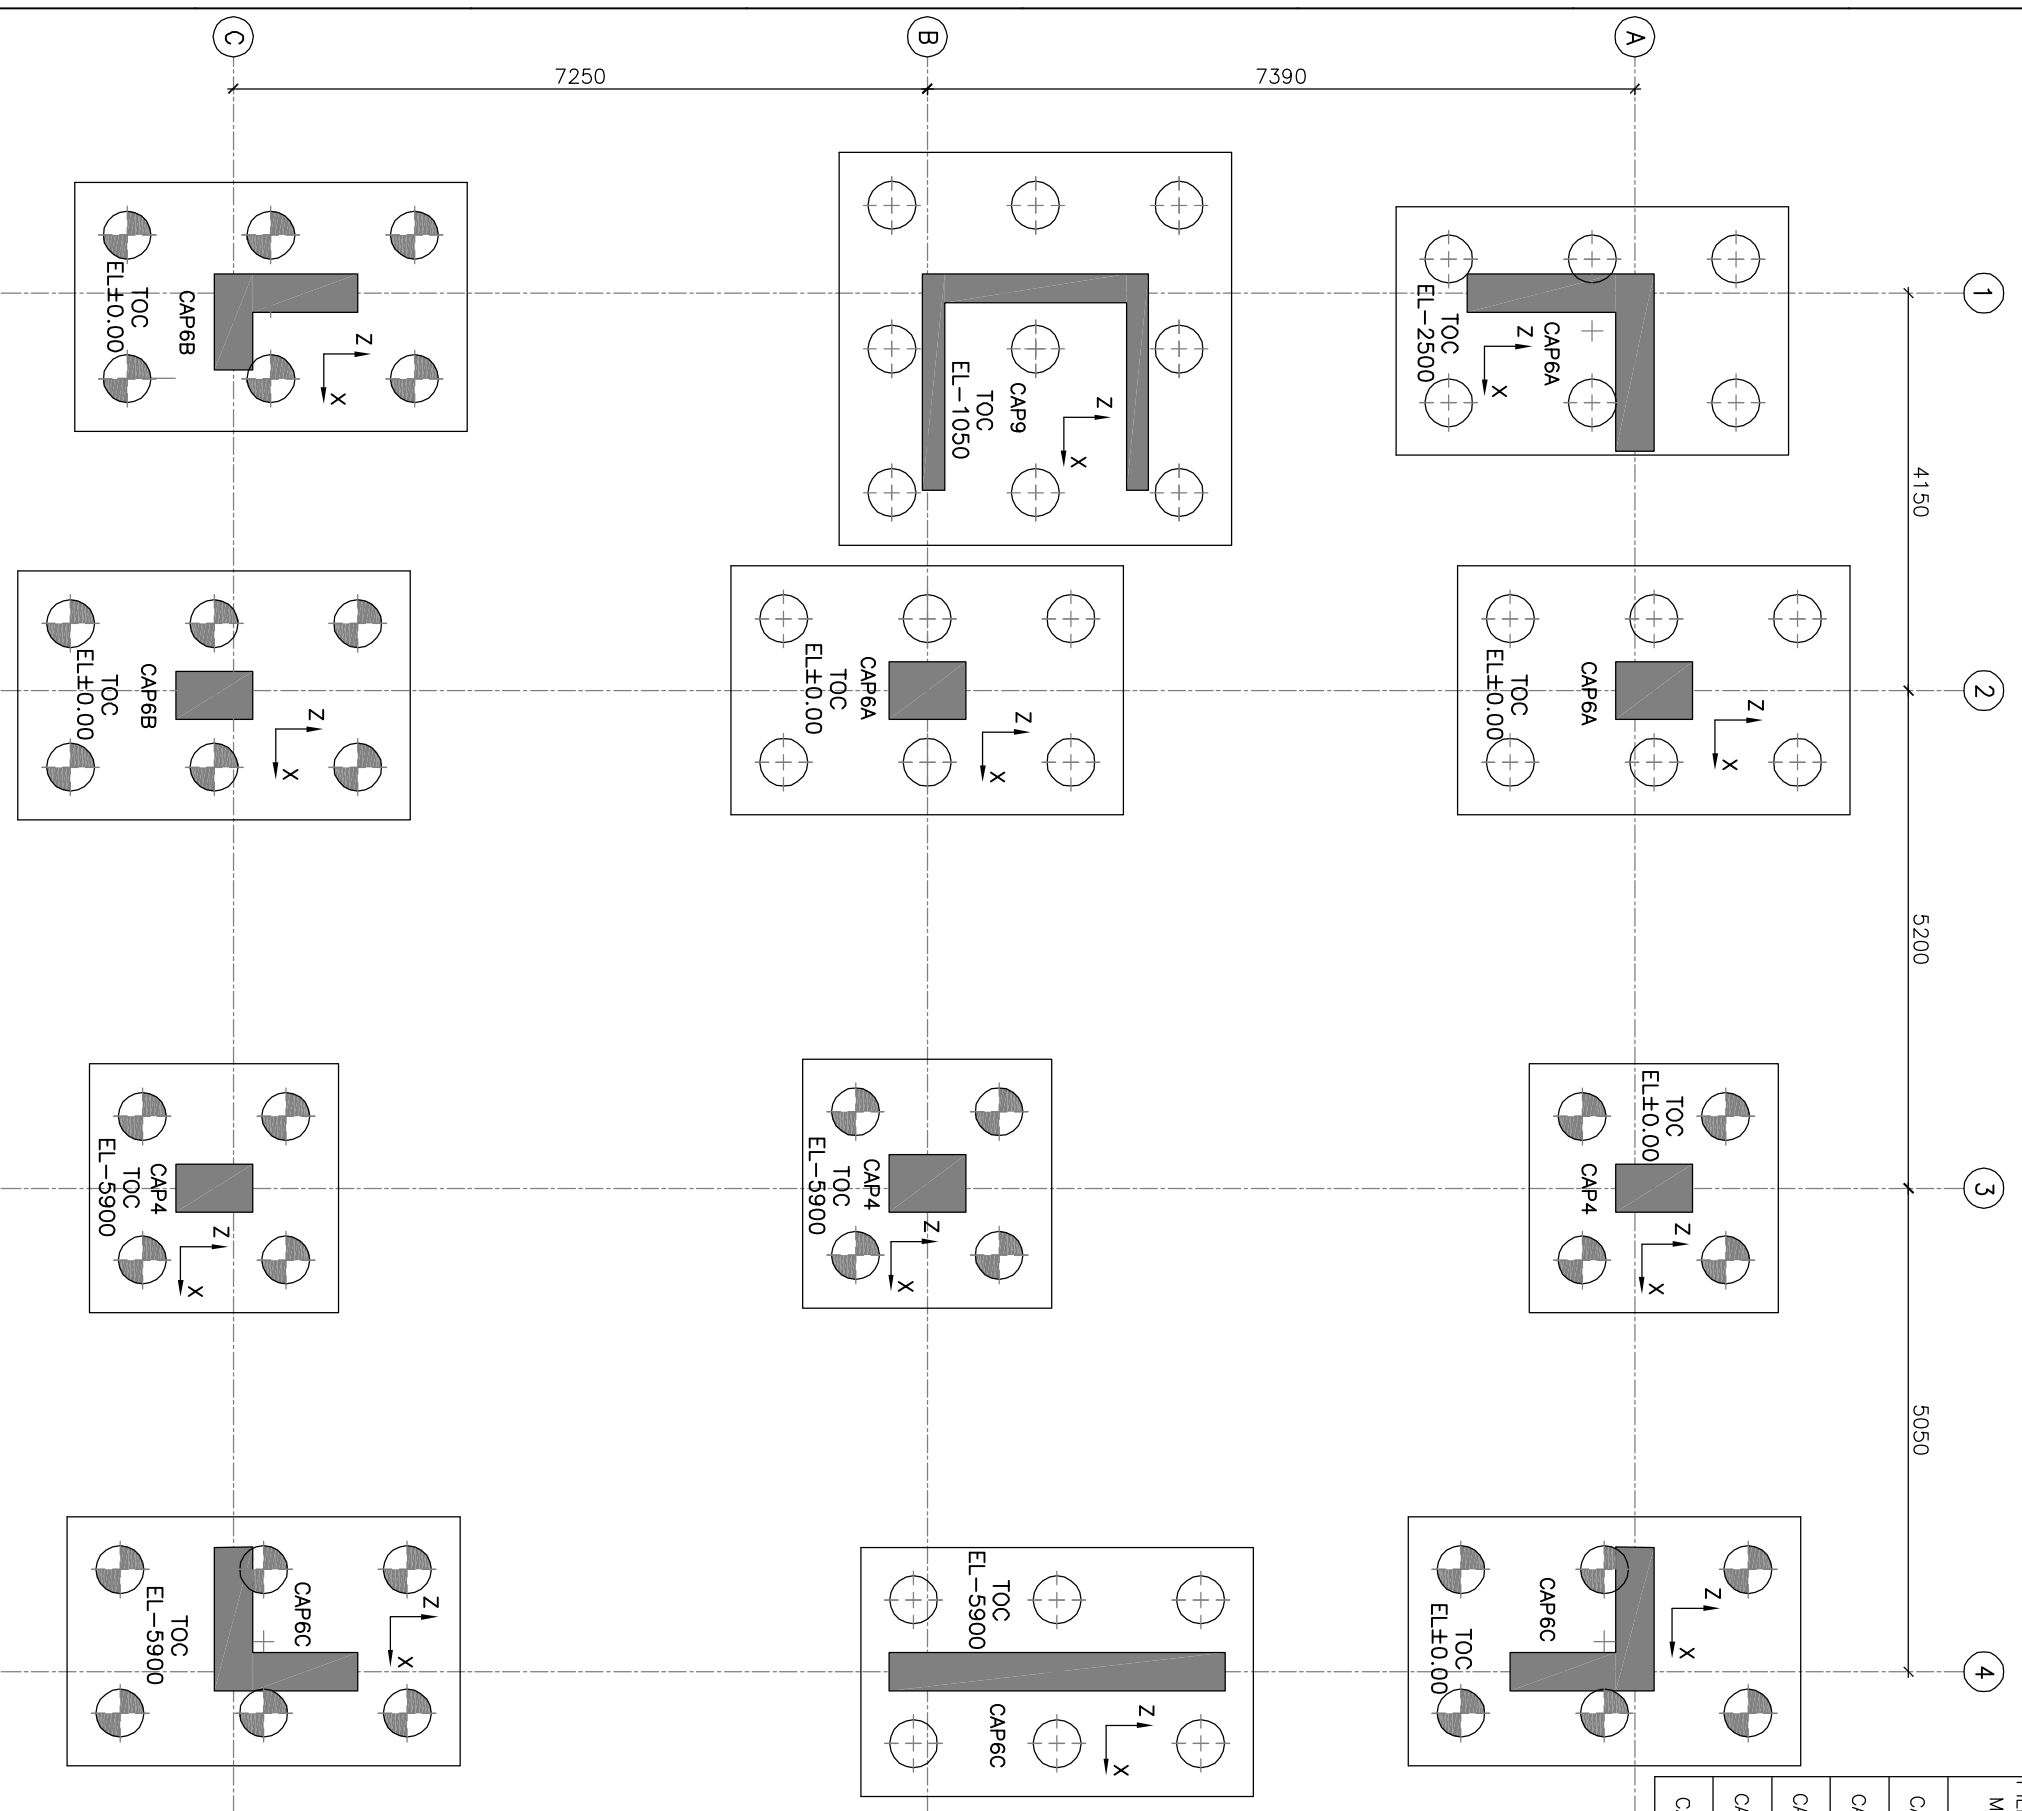 C
B
A
7250
7390
1
2
3
4
4150
5200
5050
CAP6B
TOC
EL±0.00
Z
X
CAP9
TOC
EL-1050
Z
X
CAP6A
TOC
EL-2500
Z
X
CAP6B
TOC
EL±0.00
Z
X
CAP6A
TOC
EL±0.00
Z
X
CAP6A
TOC
EL±0.00
Z
X
CAP4
TOC
EL-5900
Z
X
CAP4
TOC
EL-5900
Z
X
TOC
EL±0.00
CAP4
Z
X
CAP6C
TOC
EL-5900
Z
X
TOC
EL-5900
CAP6C
Z
X
CAP6C
TOC
EL±0.00
Z
X